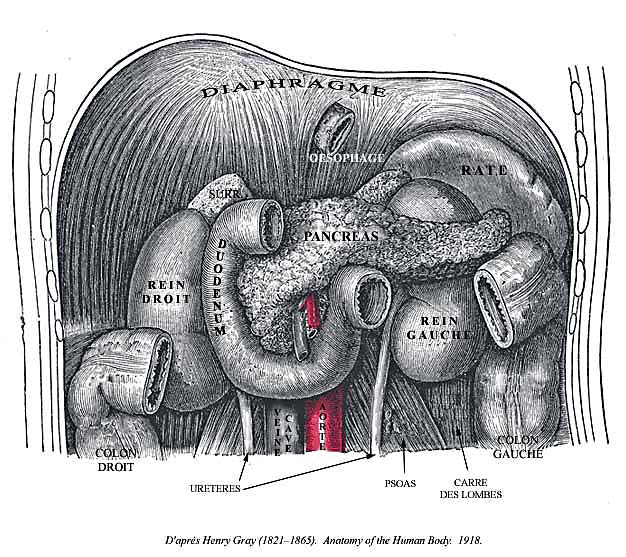 DIAPHRAGME
OESOPHAGE
RATE
SURR
PANCREAS
DUODENUM
REIN
DROIT
REIN
GAUCHE
VEINE
CAVE
AORTE
COLON
DROIT
COLON
GAUCHE
URETERES
PSOAS
CARRE
DES LOMBES
D'aprés Henry Gray (1821–1865). Anatomy of the Human Body. 1918.